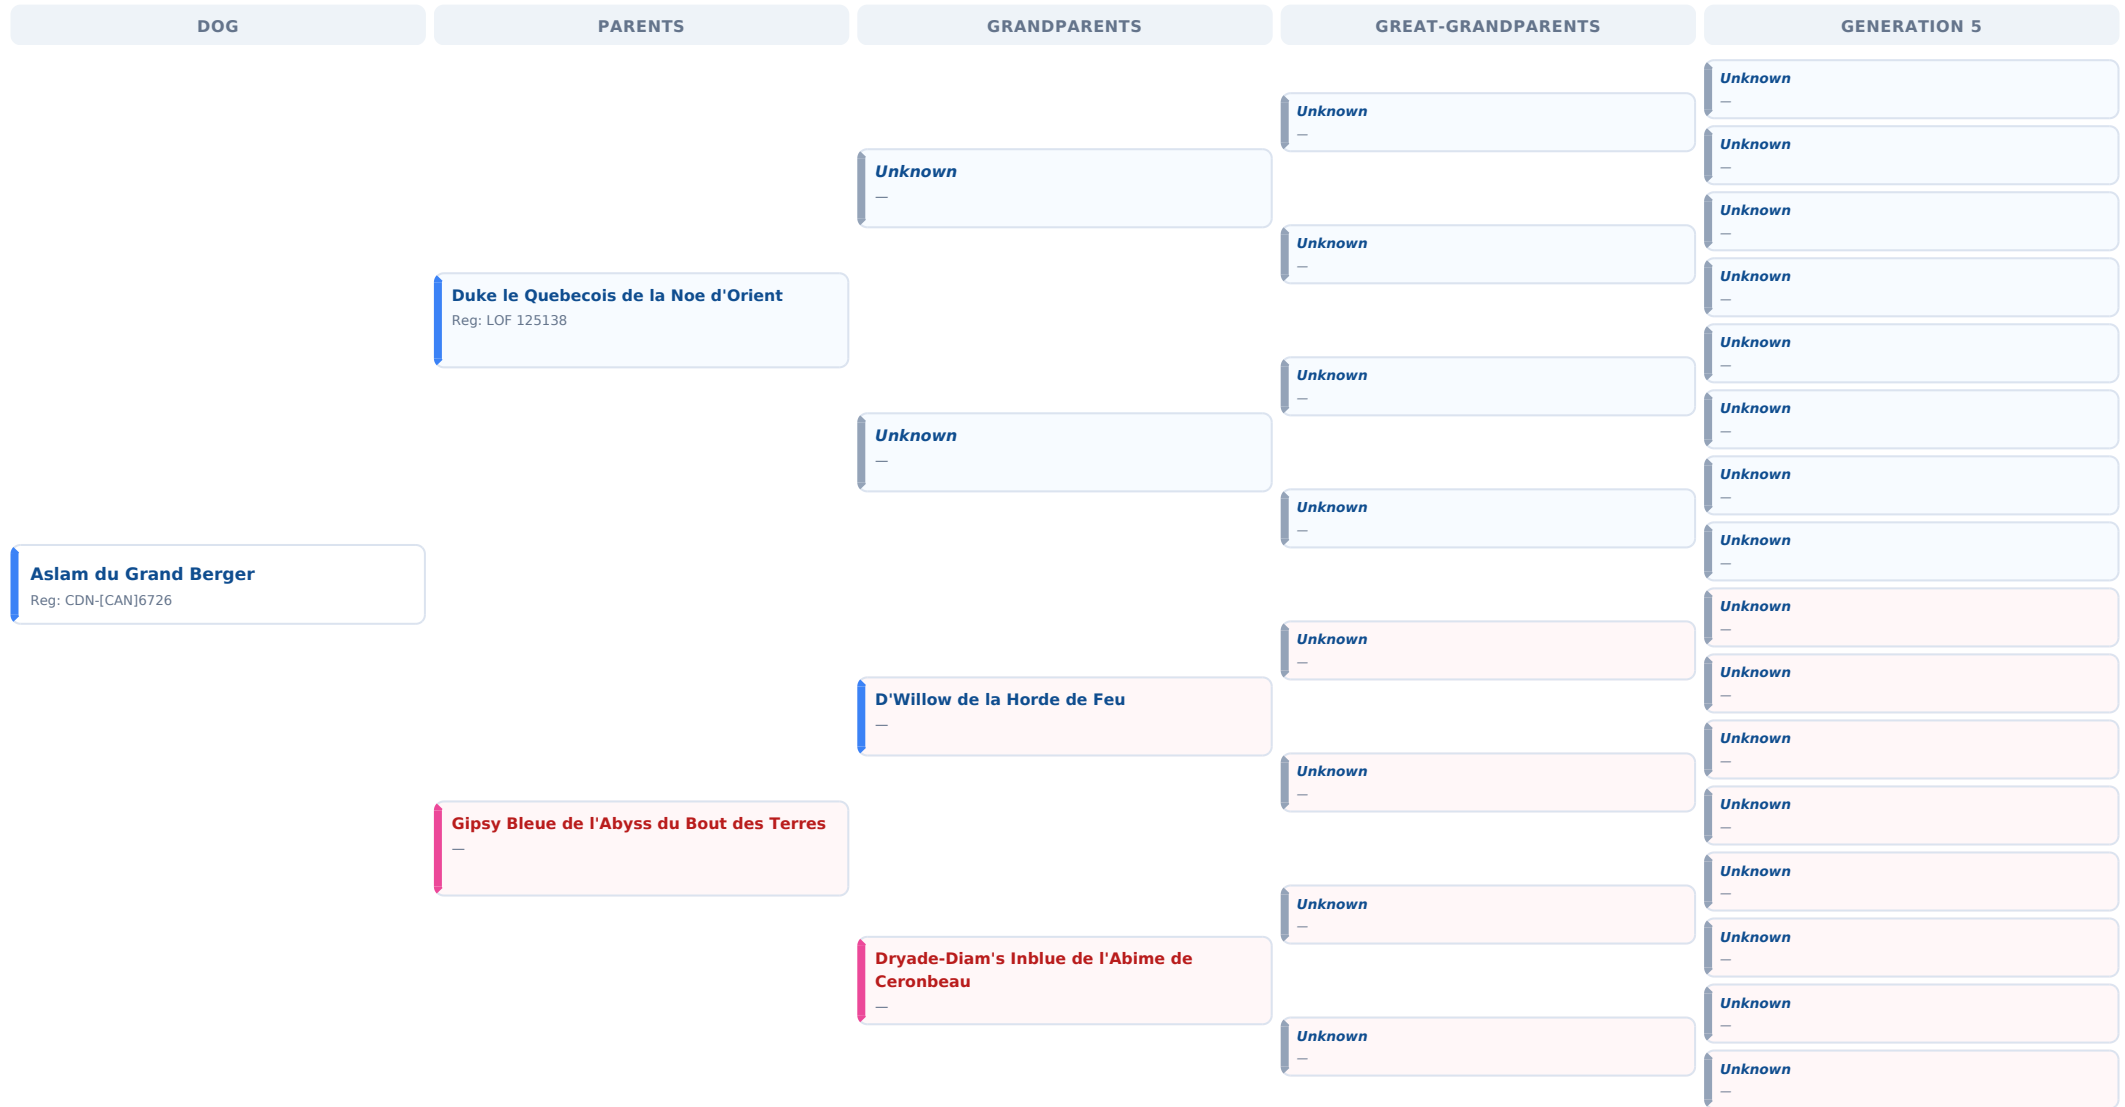 DOG
PARENTS
GRANDPARENTS
GREAT-GRANDPARENTS
GENERATION 5
Aslam du Grand Berger
Reg: CDN-[CAN]6726
Duke le Quebecois de la Noe d'Orient
Reg: LOF 125138
Gipsy Bleue de l'Abyss du Bout des Terres
—
Unknown
—
Unknown
—
D'Willow de la Horde de Feu
—
Dryade-Diam's Inblue de l'Abime de
Ceronbeau
—
Unknown
—
Unknown
—
Unknown
—
Unknown
—
Unknown
—
Unknown
—
Unknown
—
Unknown
—
Unknown
—
Unknown
—
Unknown
—
Unknown
—
Unknown
—
Unknown
—
Unknown
—
Unknown
—
Unknown
—
Unknown
—
Unknown
—
Unknown
—
Unknown
—
Unknown
—
Unknown
—
Unknown
—